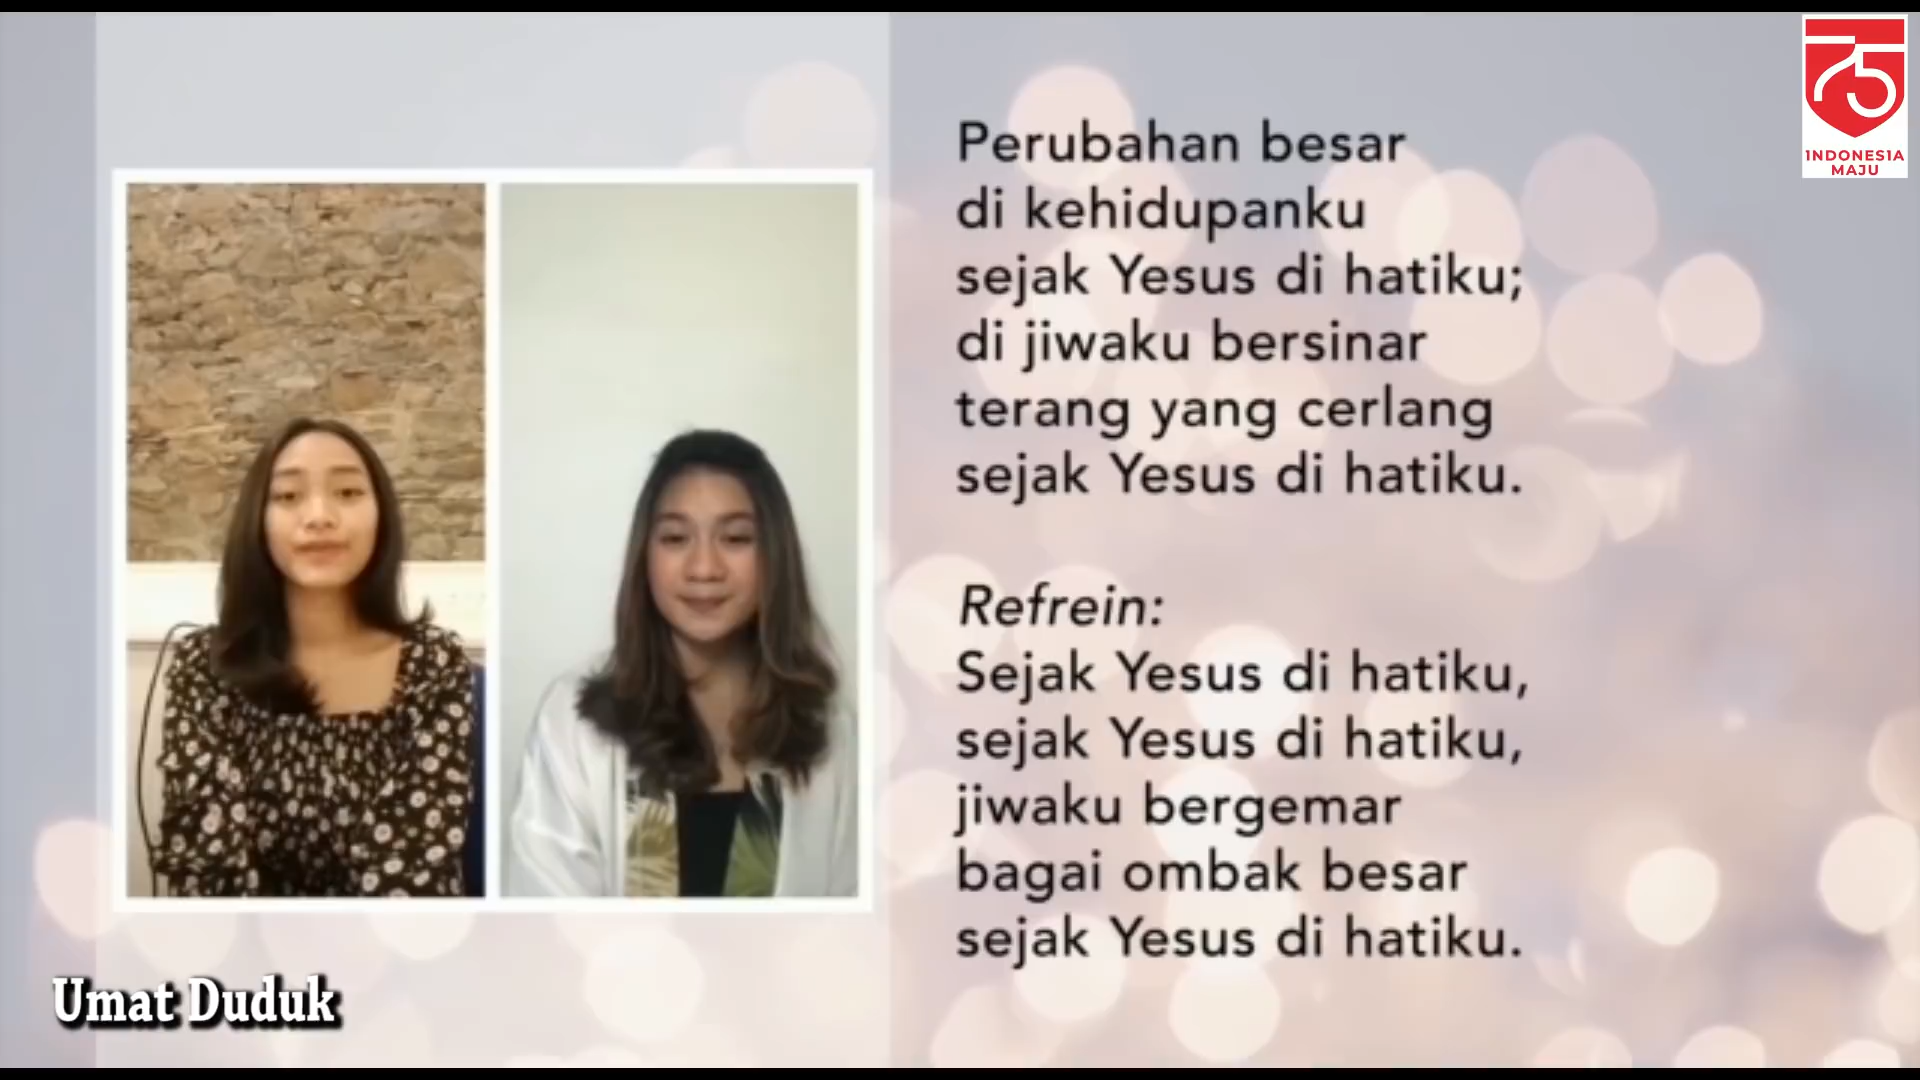 Perubahan besar
di kehidupanku
sejak Yesus di hatiku;
di jiwaku bersinar
terang yang cerlang
sejak Yesus di hatiku.
Refrein:
Sejak Yesus di hatiku,
sejak Yesus di hatiku,
jiwaku bergemar
bagai ombak besar
sejak Yesus di hatiku.
Umat Duduk
75
INDONESIA
MAJU